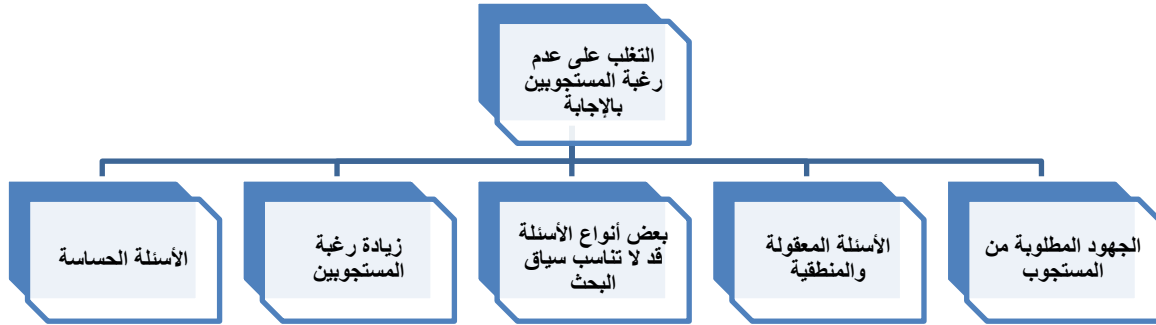 التغلب على عدم
رغبة المستجوبين
بالإجابة
الجهود المطلوبة من
المستجوب
الأسئلة المعقولة
والمنطقية
بعض أنواع الأسئلة
قد لا تناسب سياق
البحث
زيادة رغبة
المستجوبين
الأسئلة الحساسة